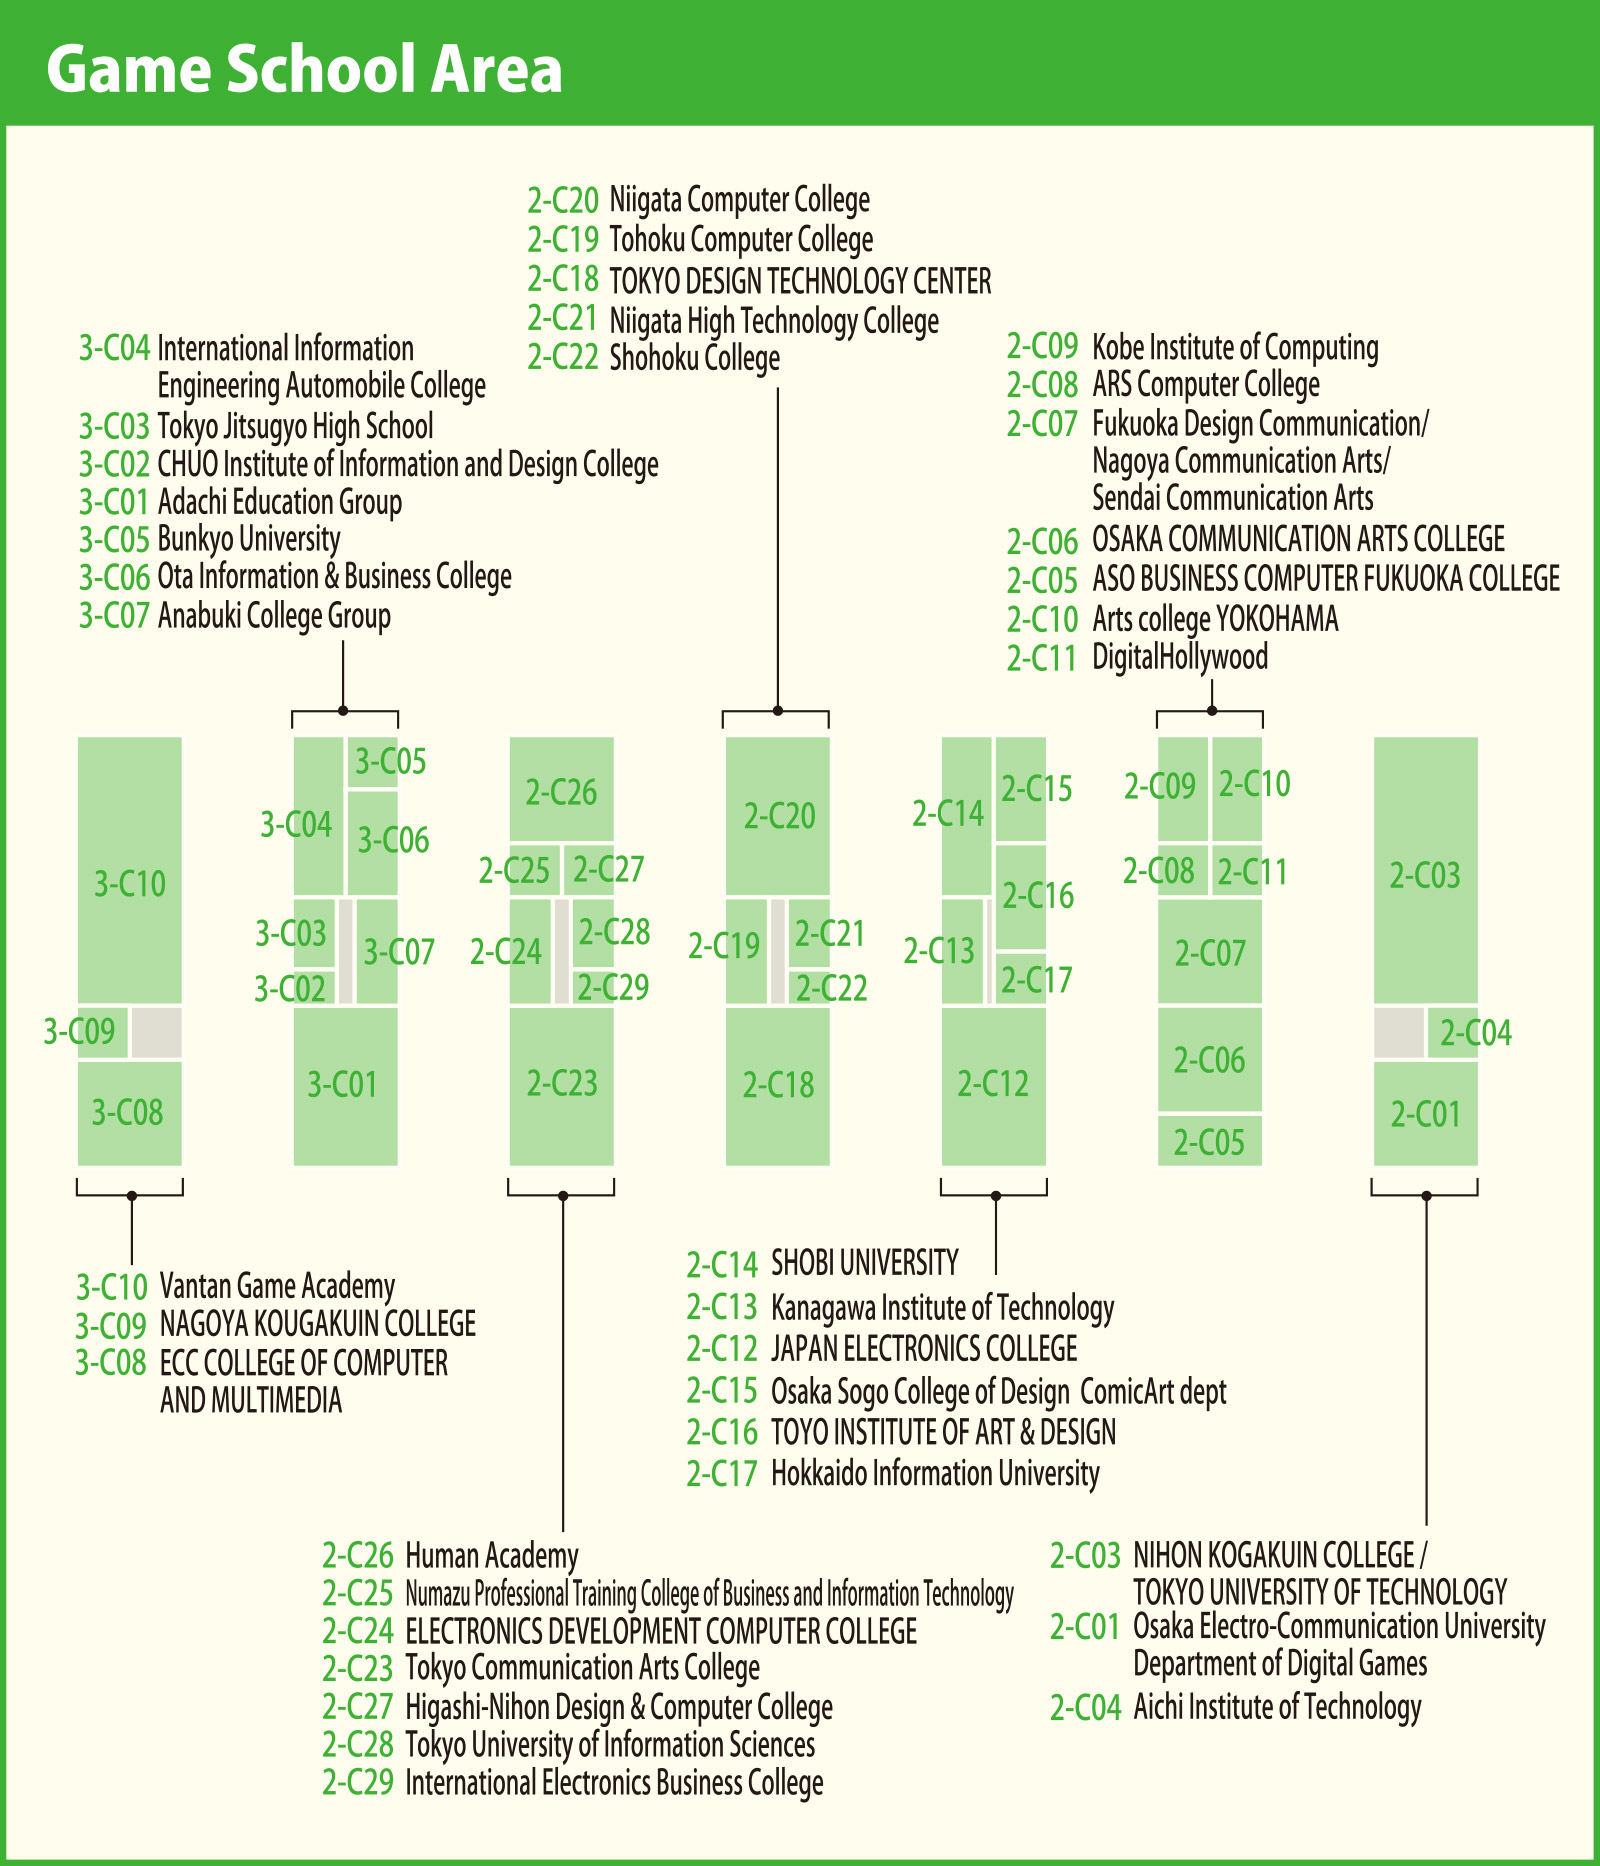 Game School Area
2-C20 Niigata Computer College
2-C19 Tohoku Computer College
2-C18 TOKYO DESIGN TECHNOLOGY CENTER
2-C21 Niigata High Technology College
2-C22 Shohoku College
3-C04 International Information
Engineering Automobile College
3-C03 Tokyo Jitsugyo High School
3-C02 CHUO Institute of Information and Design College
3-C01 Adachi Education Group
3-C05 Bunkyo University
3-C06 Ota Information & Business College
3-C07 Anabuki College Group
2-C09 Kobe Institute of Computing
2-C08 ARS Computer College
2-C07 Fukuoka Design Communication/
Nagoya Communication Arts/
Sendai Communication Arts
2-C06 OSAKA COMMUNICATION ARTS COLLEGE
2-C05 ASO BUSINESS COMPUTER FUKUOKA COLLEGE
2-C10 Arts college YOKOHAMA
2-C11 DigitalHollywood
3-C10
3-C09
3-C08
3-C05
3-C04
3-C06
3-C03
3-C07
3-C02
3-C01
2-C26
2-C25
2-C27
2-C28
2-C24
2-C29
2-C23
2-C20
2-C21
2-C19
2-C22
2-C18
2-C15
2-C14
2-C16
2-C13
2-C17
2-C12
2-C09
2-C10
2-C08
2-C11
2-C07
2-C06
2-C05
2-C03
2-C04
2-C01
3-C10 Vantan Game Academy
3-C09 NAGOYA KOUGAKUIN COLLEGE
3-C08 ECC COLLEGE OF COMPUTER
AND MULTIMEDIA
2-C14 SHOBI UNIVERSITY
2-C13 Kanagawa Institute of Technology
2-C12 JAPAN ELECTRONICS COLLEGE
2-C15 Osaka Sogo College of Design ComicArt dept
2-C16 TOYO INSTITUTE OF ART & DESIGN
2-C17 Hokkaido Information University
2-C26 Human Academy
2-C25 Numazu Professional Training College of Business and Information Technology
2-C24 ELECTRONICS DEVELOPMENT COMPUTER COLLEGE
2-C23 Tokyo Communication Arts College
2-C27 Higashi-Nihon Design & Computer College
2-C28 Tokyo University of Information Sciences
2-C29 International Electronics Business College
2-C03 NIHON KOGAKUIN COLLEGE /
TOKYO UNIVERSITY OF TECHNOLOGY
2-C01 Osaka Electro-Communication University
Department of Digital Games
2-C04 Aichi Institute of Technology